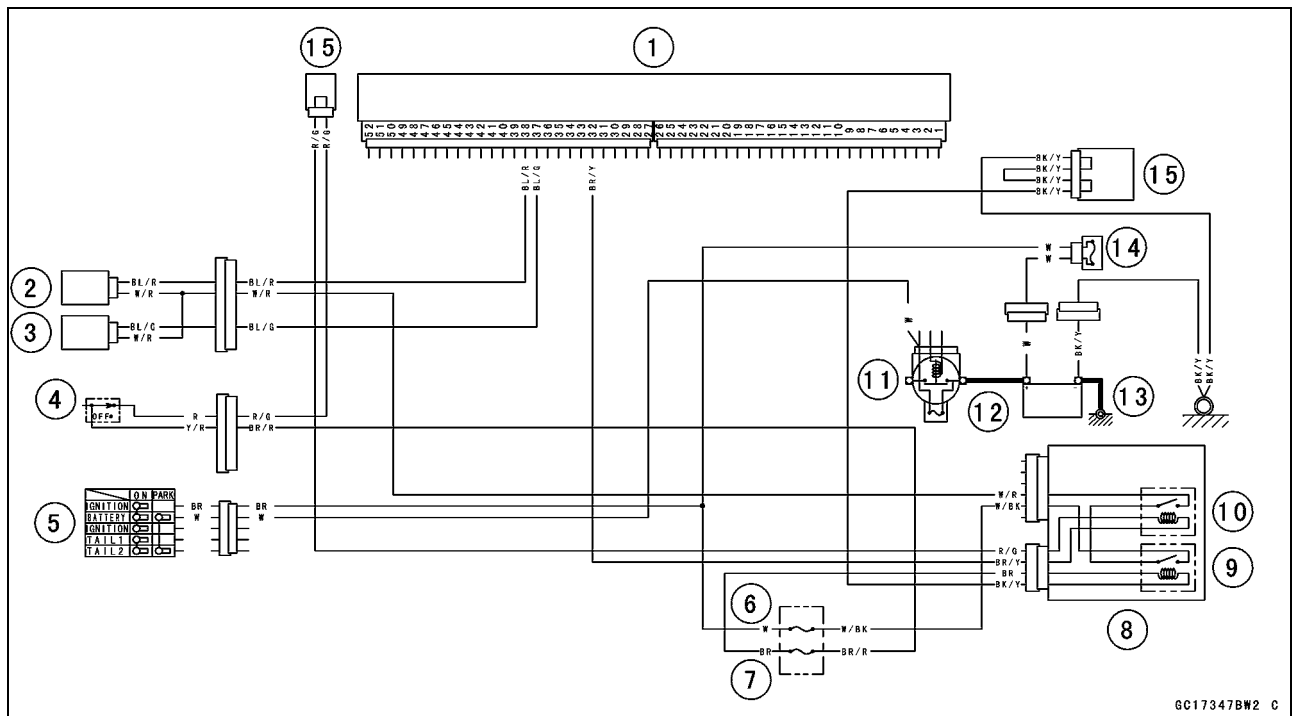 15
1
52 51 50 49 48 47 46 45 44 43 42 41 40 39 38 37 36 35 34 33 32 31 30 29 28 27 26 25 24 23 22 21 20 19 18 17 16 15 14 13 12 11 10 9 8 7 6 5 4 3 2 1
R/G R/G
BL/R BL/G BR/Y
BK/Y
BK/Y
BK/Y
BK/Y
15
W
W
14
2
BL/R BL/R
W/R W/R
3
BL/G BL/G
W/R
W
W
BK/Y
BK/Y BK/Y
11
12
13
4
OFF
R R/G
Y/R BR/R
5
ON PARK
IGNITION BR BR
BATTERY W W
IGNITION
TAIL1
TAIL2
W/R
W/BK
10
R/G
BR/Y
BR
BK/Y
9
8
6
W W/BK
BR BR/R
7
GC17347BW2 C